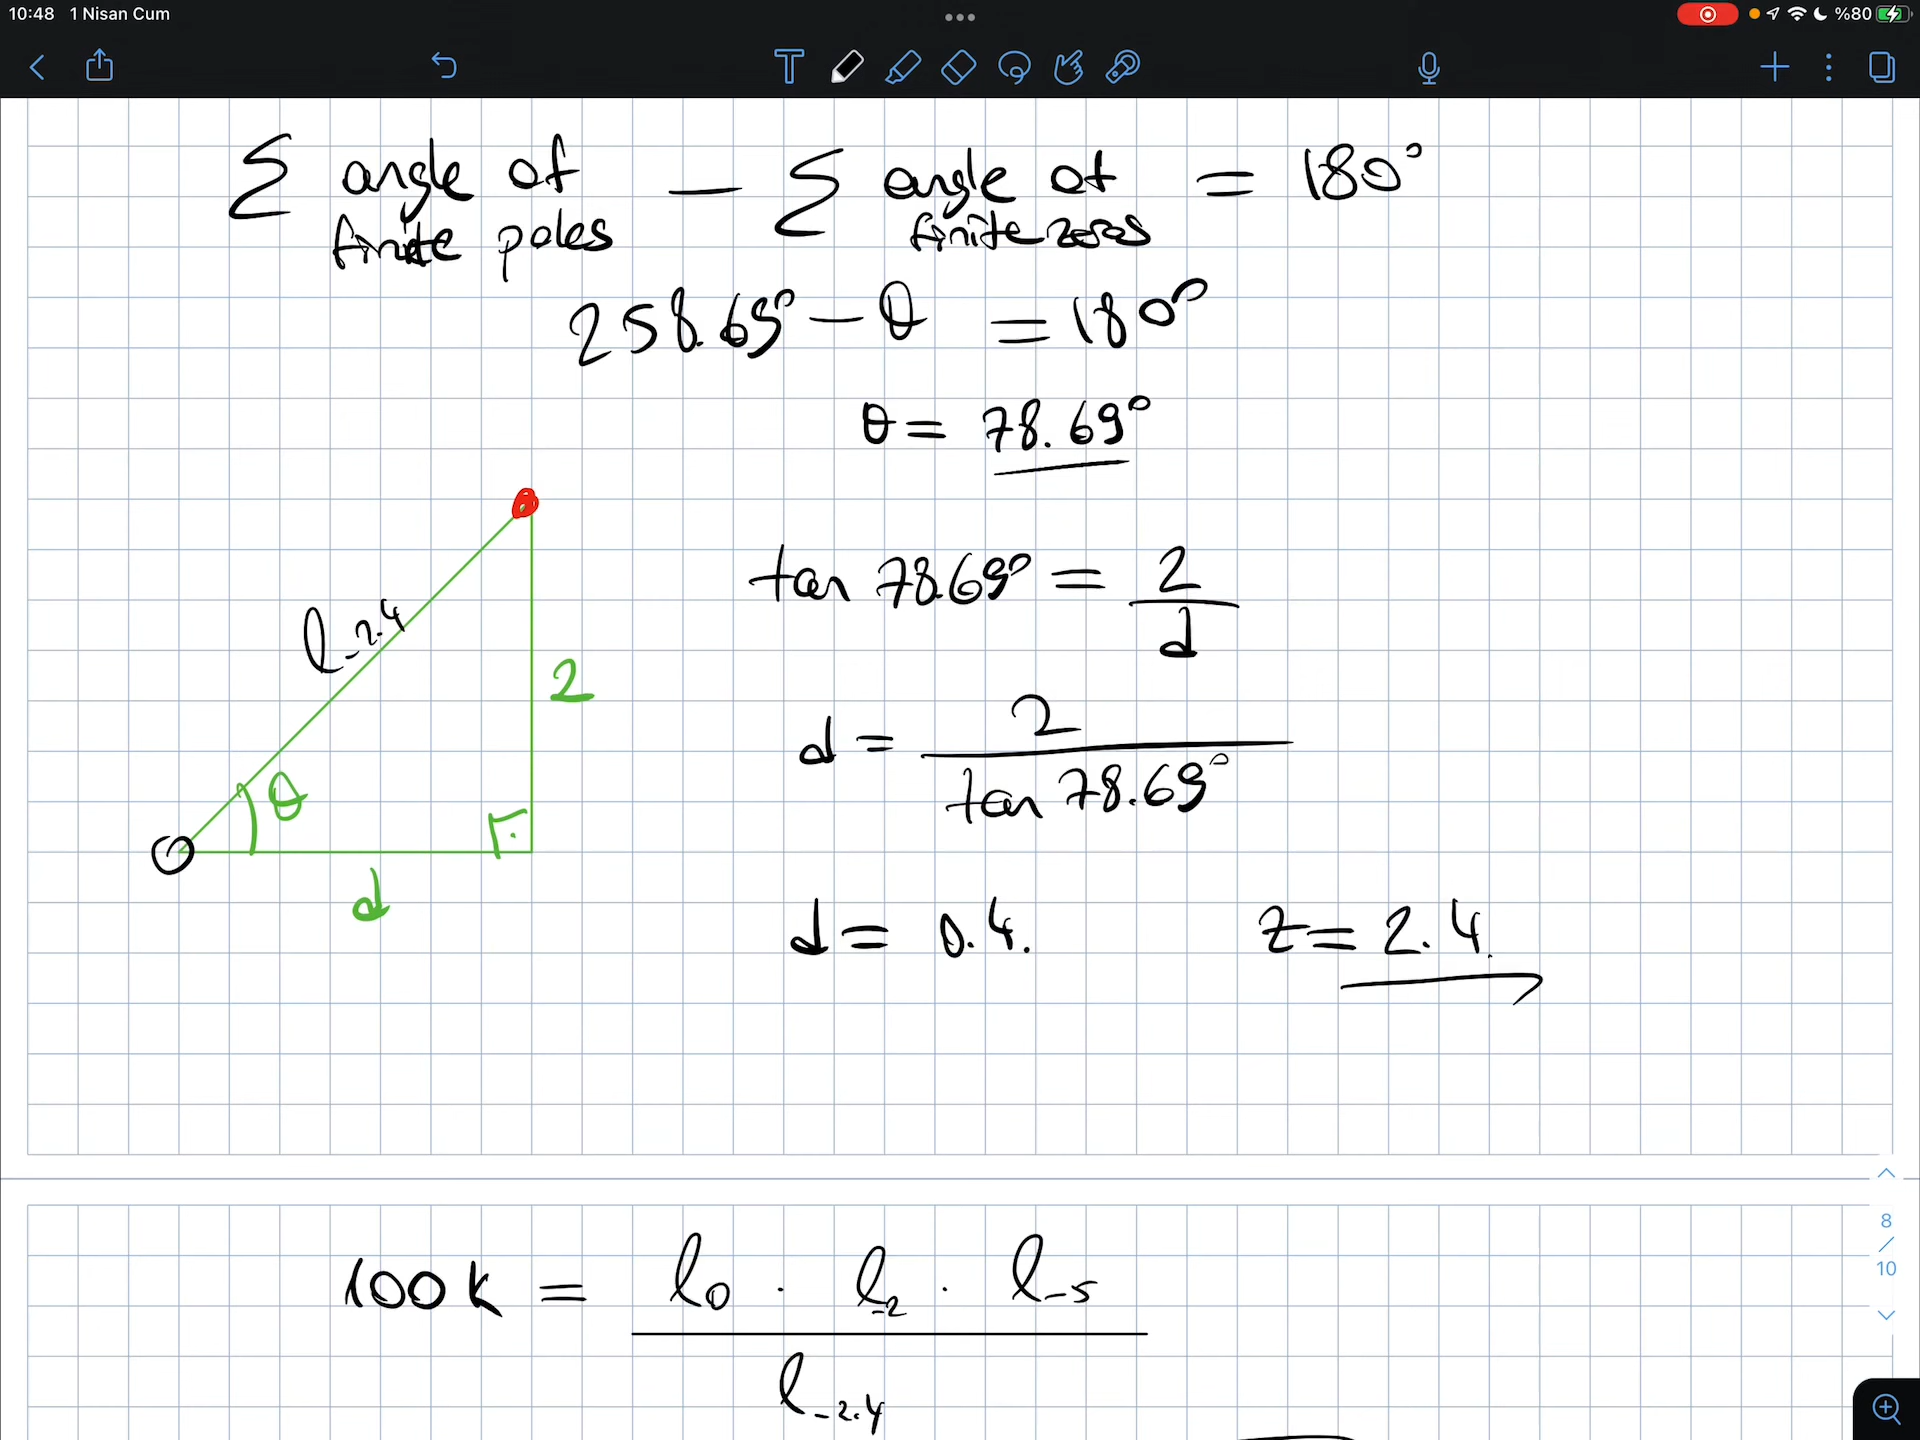 10:48 1 Nisan Cum
%80
Σ angle of finite poles — Σ angle of finite zeros = 180°
258.69° − θ = 180°
θ = 78.69°
l-2.4
2
θ
d
tan 78.69° = 2/d
d = 2/tan 78.69°
d = 0.4.
z = 2.4.
8
/
10
100k = l0 · l-2 · l-5
l-2.4